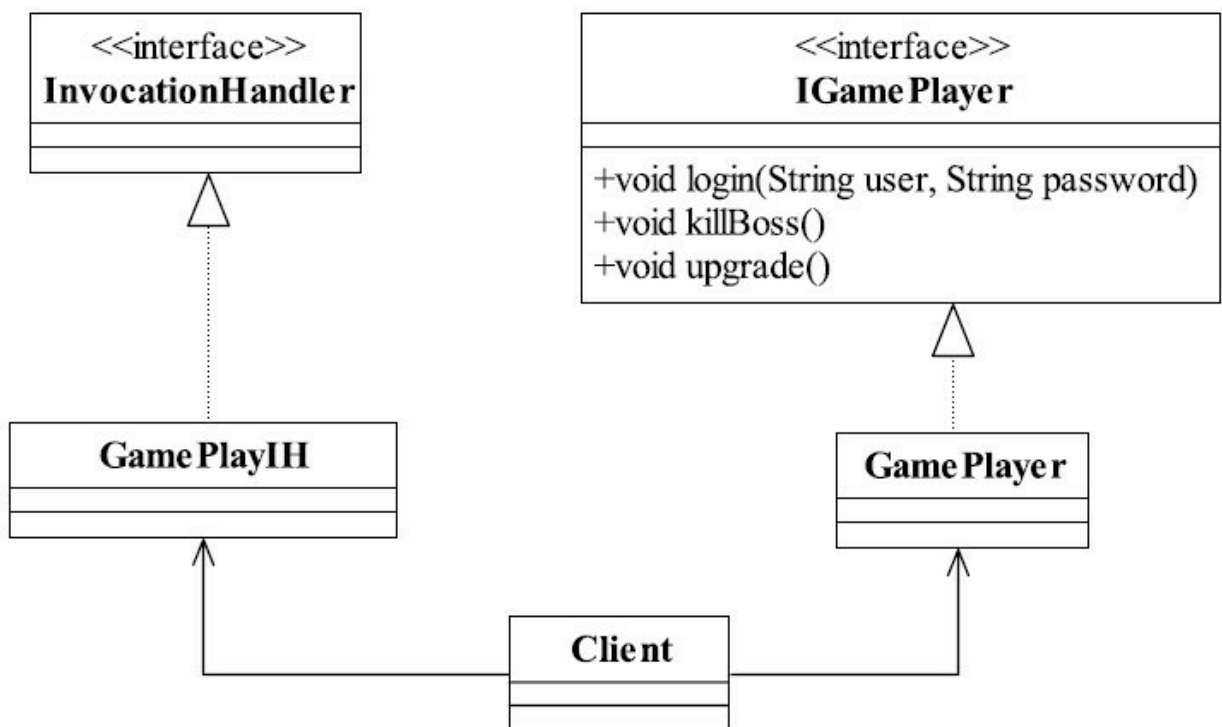 <<interface>>
InvocationHandler
<<interface>>
IGamePlayer
+void login(String user, String password)
+void killBoss()
+void upgrade()
GamePlayIH
GamePlayer
Client